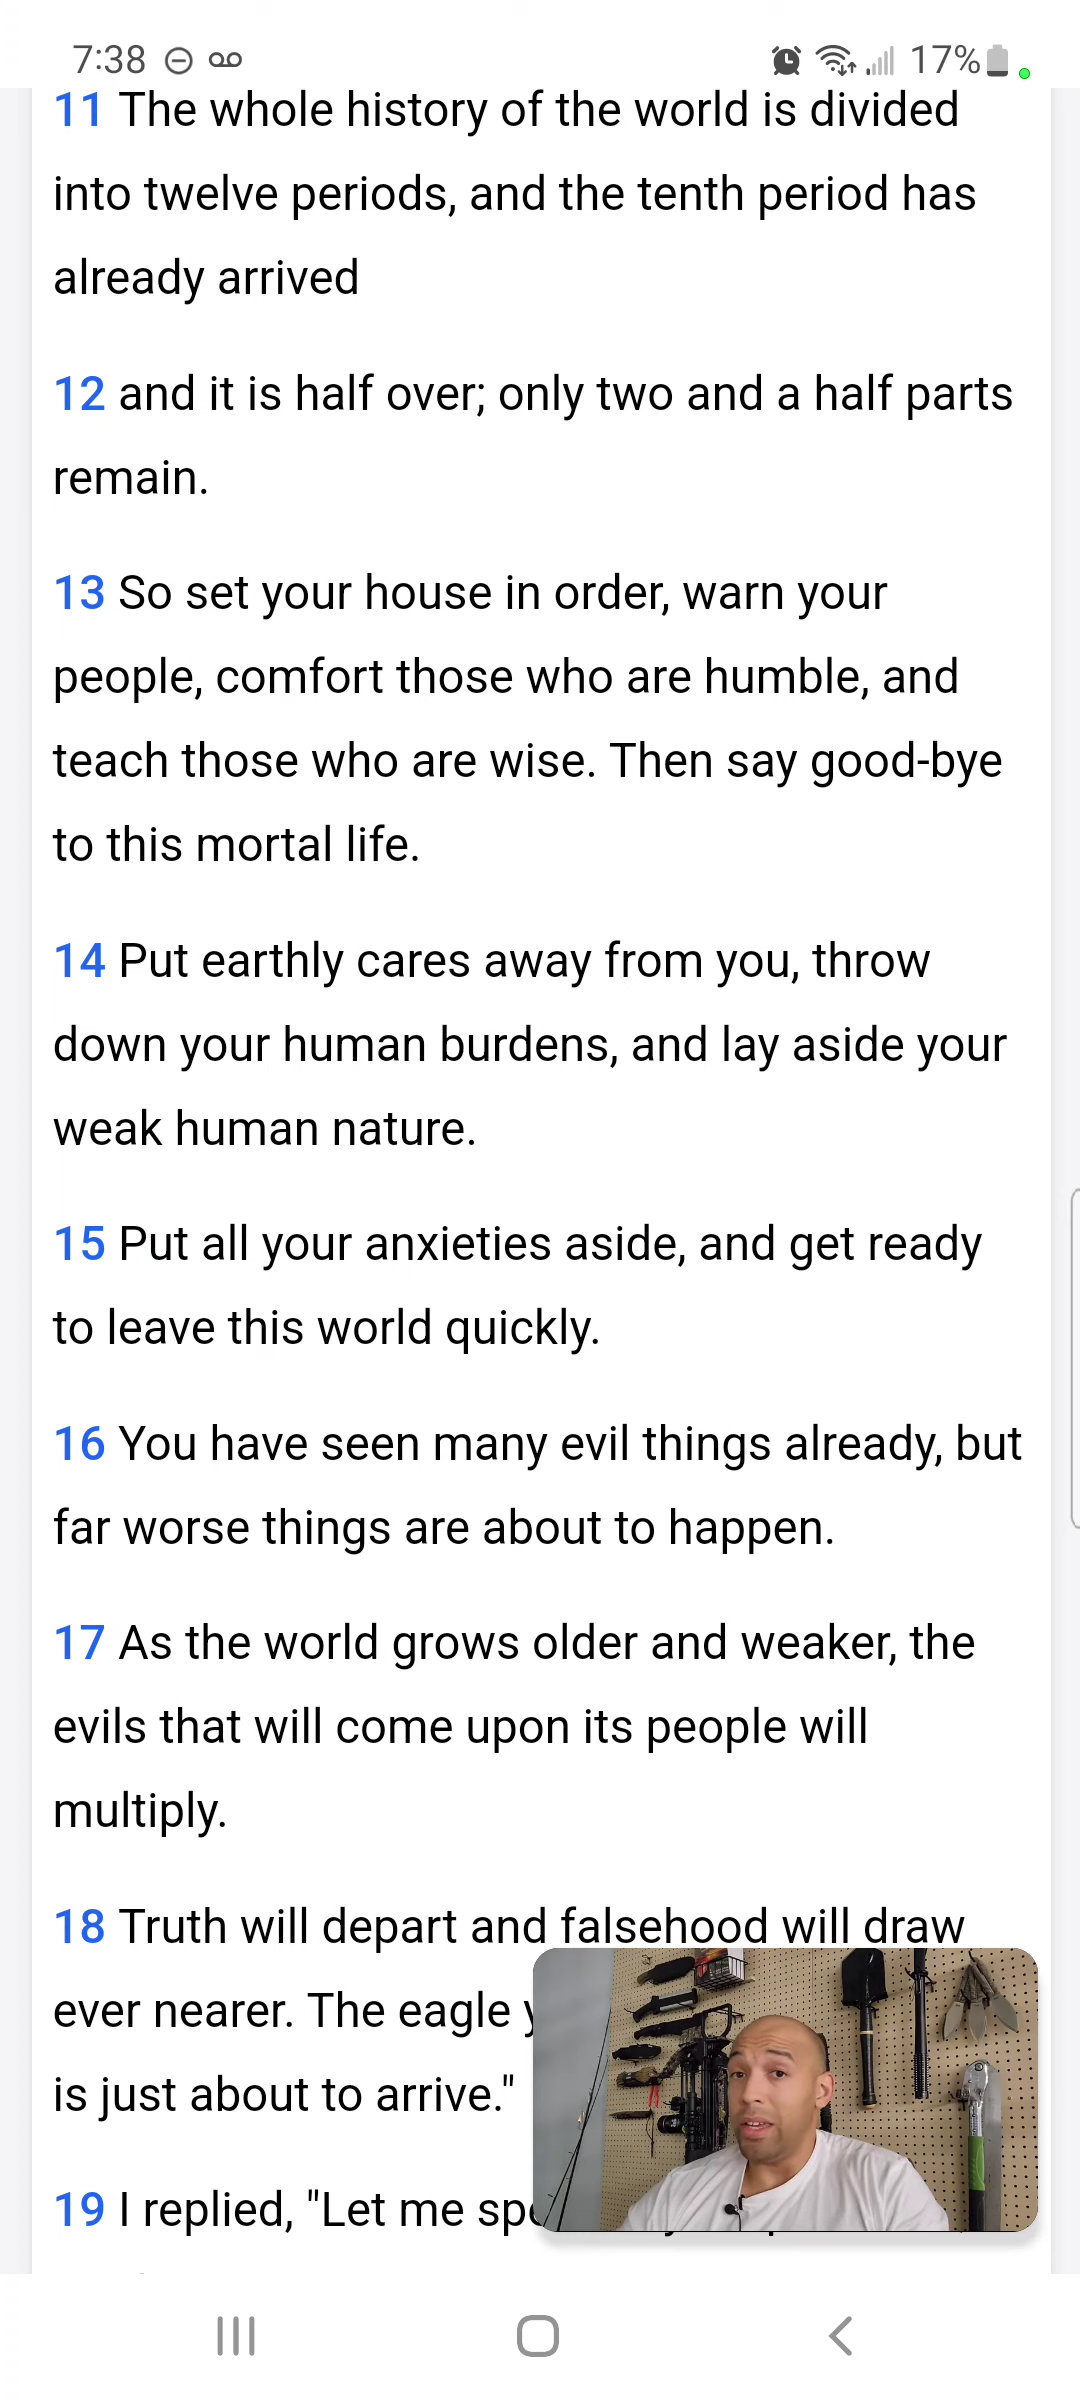 7:38 17%
11 The whole history of the world is divided
into twelve periods, and the tenth period has
already arrived
12 and it is half over; only two and a half parts
remain.
13 So set your house in order, warn your
people, comfort those who are humble, and
teach those who are wise. Then say good-bye
to this mortal life.
14 Put earthly cares away from you, throw
down your human burdens, and lay aside your
weak human nature.
15 Put all your anxieties aside, and get ready
to leave this world quickly.
16 You have seen many evil things already, but
far worse things are about to happen.
17 As the world grows older and weaker, the
evils that will come upon its people will
multiply.
18 Truth will depart and falsehood will draw
ever nearer. The eagle
is just about to arrive."
19 I replied, "Let me